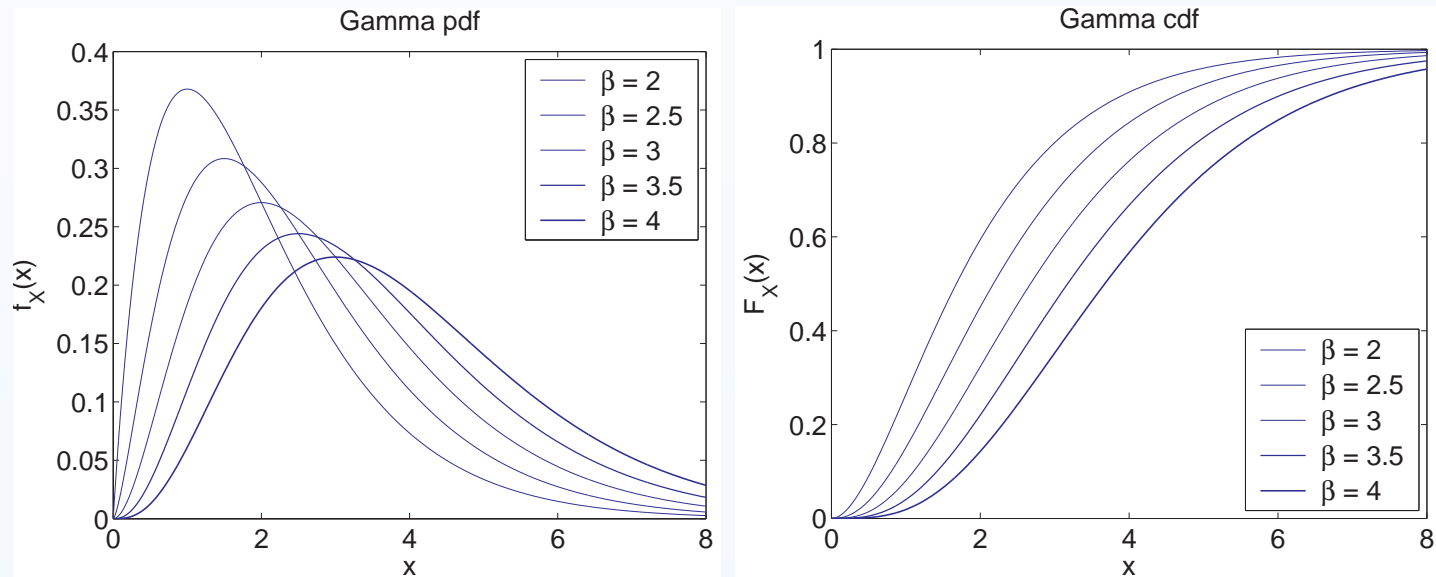 Gamma pdf
0.4
0.35
0.3
0.25
0.2
0.15
0.1
0.05
0
f_X(x)
β = 2
β = 2.5
β = 3
β = 3.5
β = 4
0 2 4 6 8
x
Gamma cdf
1
0.8
0.6
0.4
0.2
0
F_X(x)
β = 2
β = 2.5
β = 3
β = 3.5
β = 4
0 2 4 6 8
x